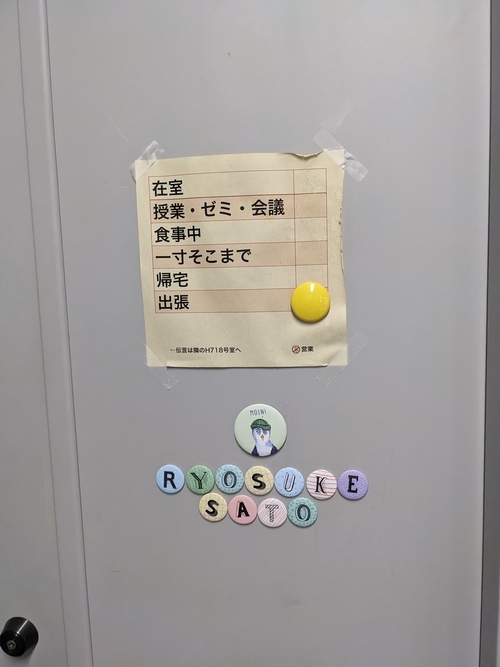 在室
授業・ゼミ・会議
食事中
一寸そこまで
帰宅
出張
←伝言は隣のH718号室へ
営業
MOIN!
RYOSUKE
SATO